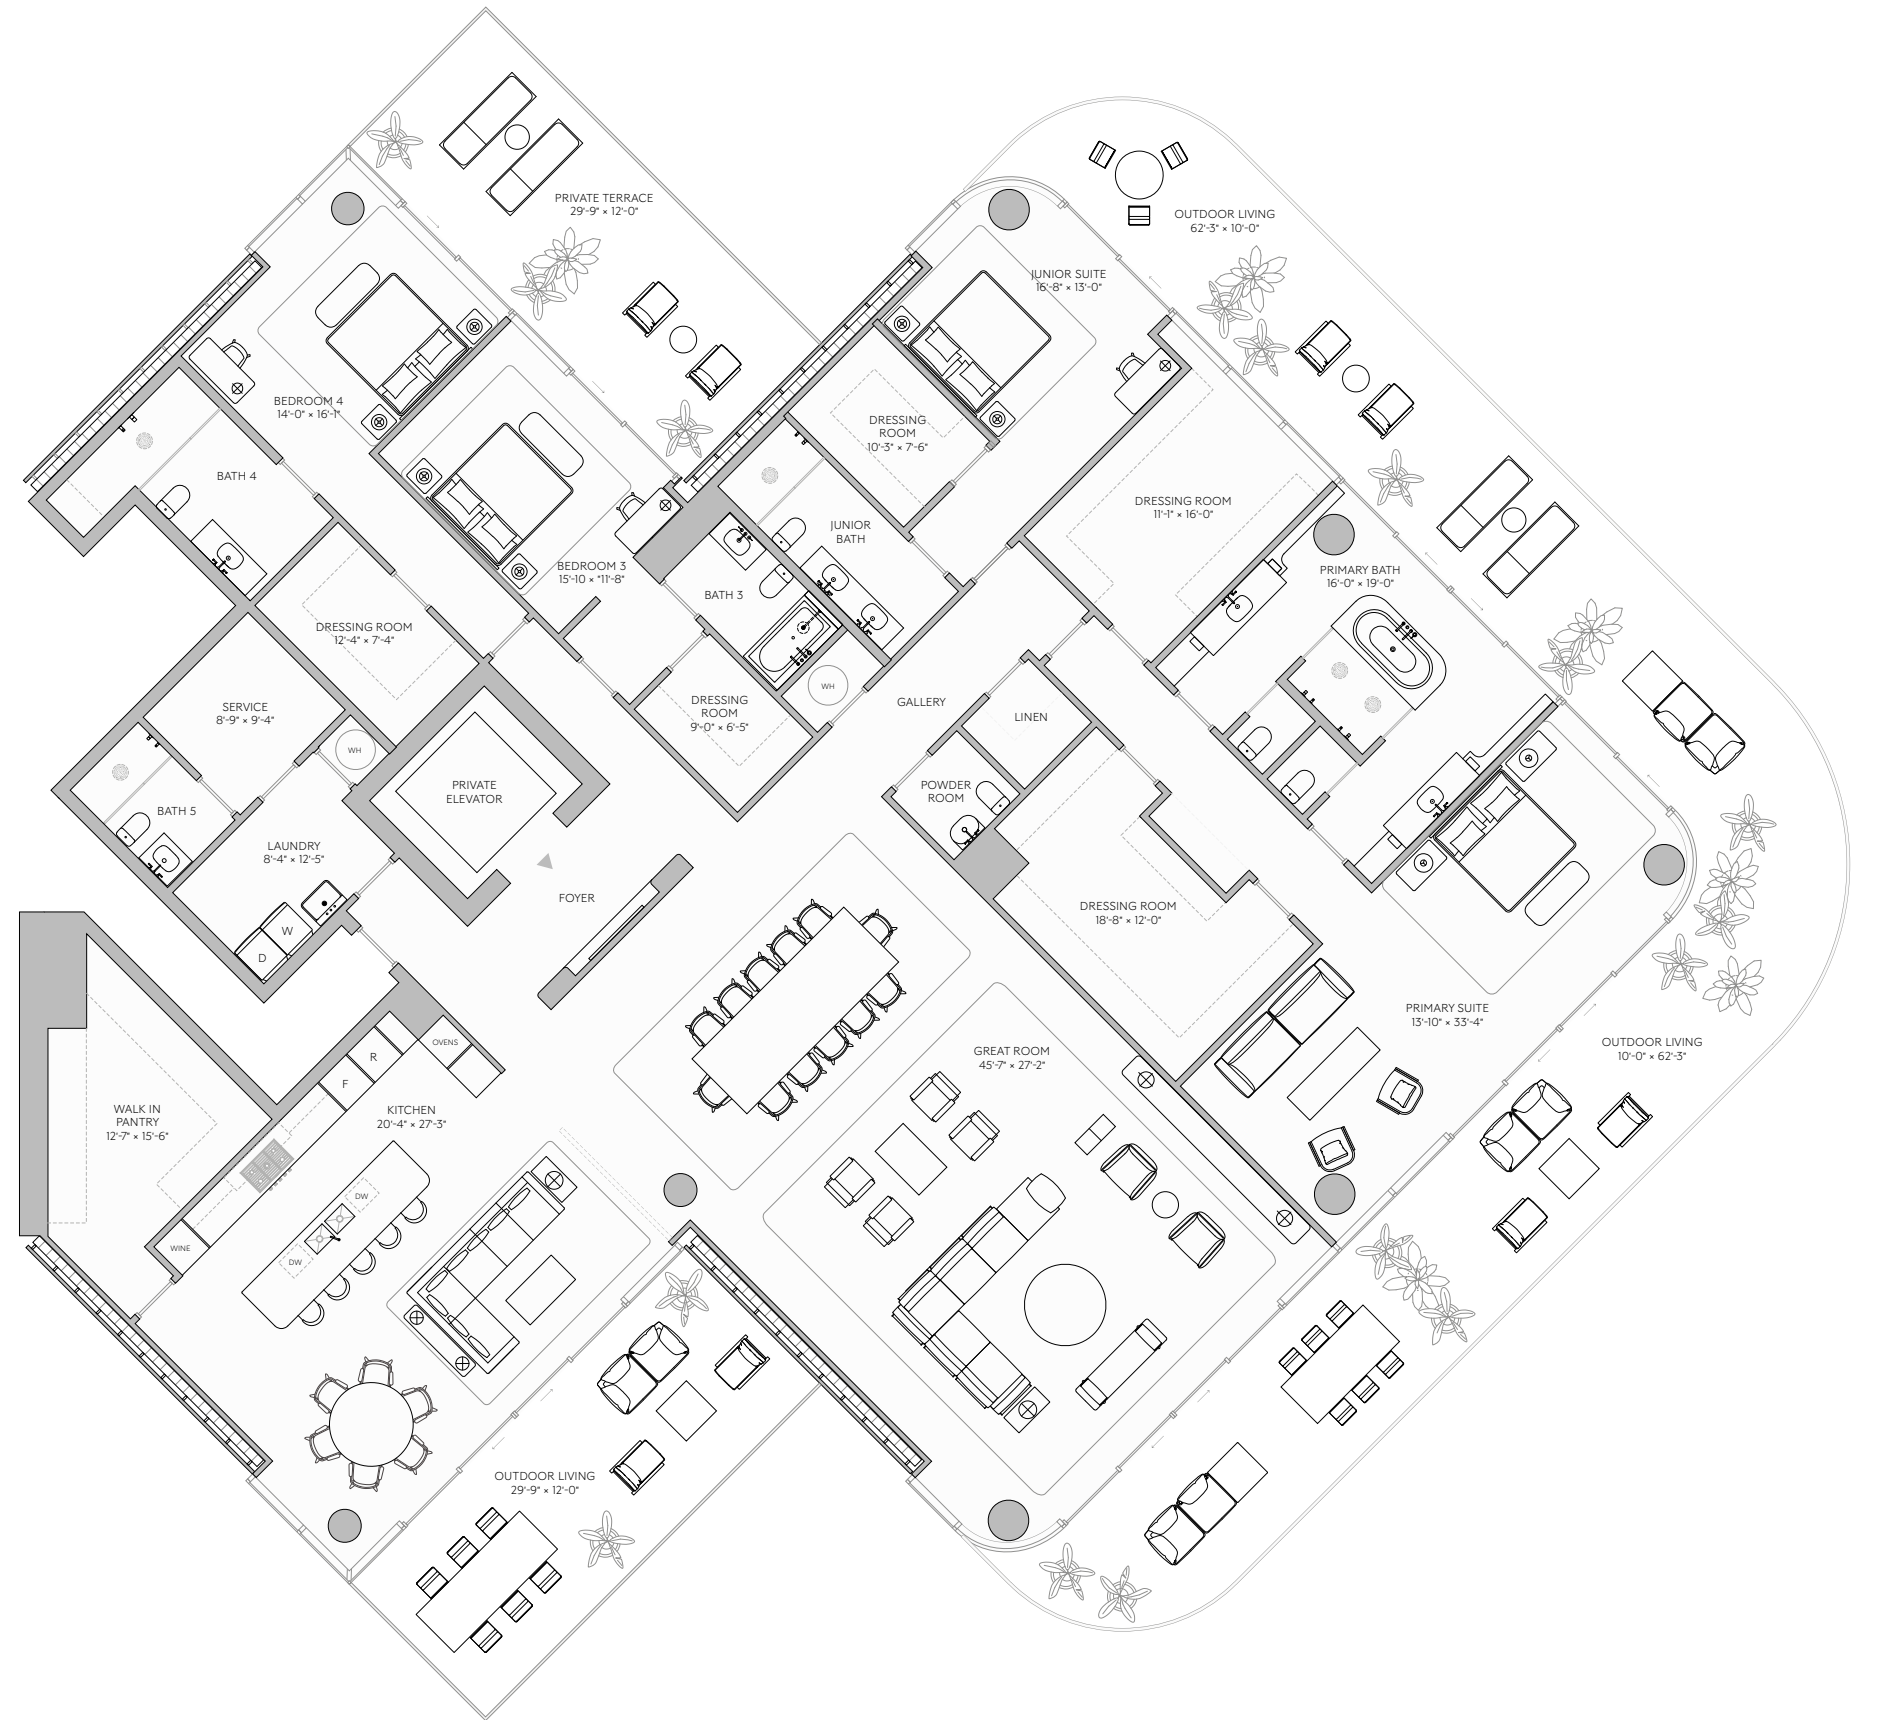 PRIVATE TERRACE
29'-9" × 12'-0"
OUTDOOR LIVING
62'-3" × 10'-0"
JUNIOR SUITE
16'-8" × 13'-0"
BEDROOM 4
14'-0" × 16'-1"
DRESSING
ROOM
10'-3" × 7'-6"
BATH 4
DRESSING ROOM
11'-1" × 16'-0"
JUNIOR
BATH
BEDROOM 3
15'-10 × "11'-8"
PRIMARY BATH
16'-0" × 19'-0"
BATH 3
DRESSING ROOM
12'-4" × 7'-4"
WH
SERVICE
8'-9" × 9'-4"
DRESSING
ROOM
9'-0" × 6'-5"
GALLERY
LINEN
WH
PRIVATE
ELEVATOR
POWDER
ROOM
BATH 5
LAUNDRY
8'-4" × 12'-5"
FOYER
DRESSING ROOM
18'-8" × 12'-0"
W
D
PRIMARY SUITE
13'-10" × 33'-4"
OUTDOOR LIVING
10'-0" × 62'-3"
OVENS
R
F
GREAT ROOM
45'-7" × 27'-2"
WALK IN
PANTRY
12'-7" × 15'-6"
KITCHEN
20'-4" × 27'-3"
DW
WINE
DW
OUTDOOR LIVING
29'-9" × 12'-0"